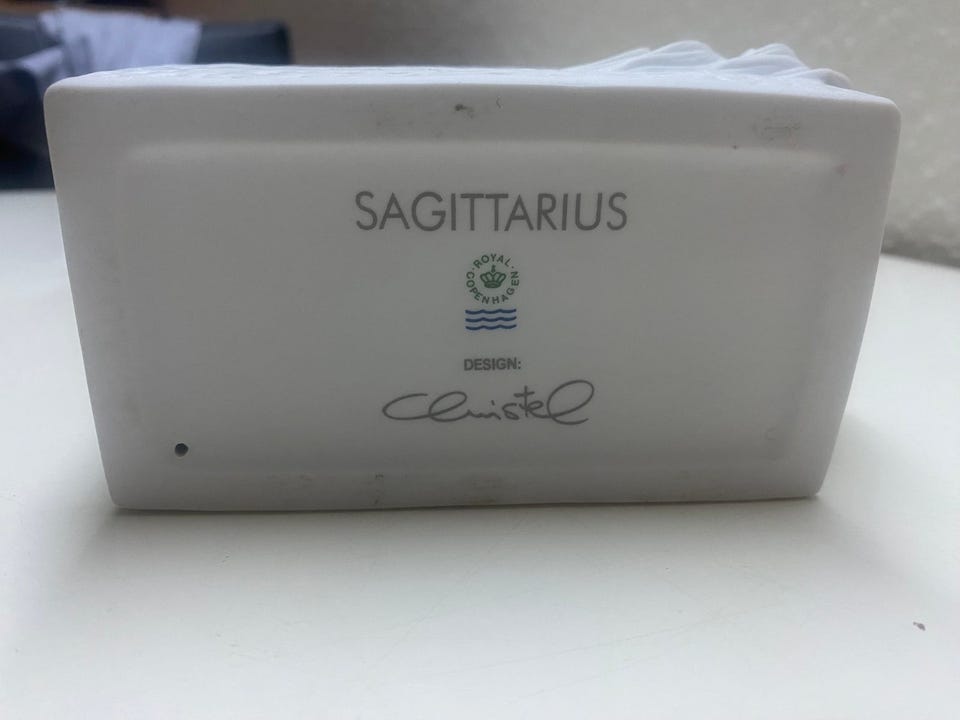 SAGITTARIUS
ROYAL
COPENHAGEN
DESIGN:
Christel